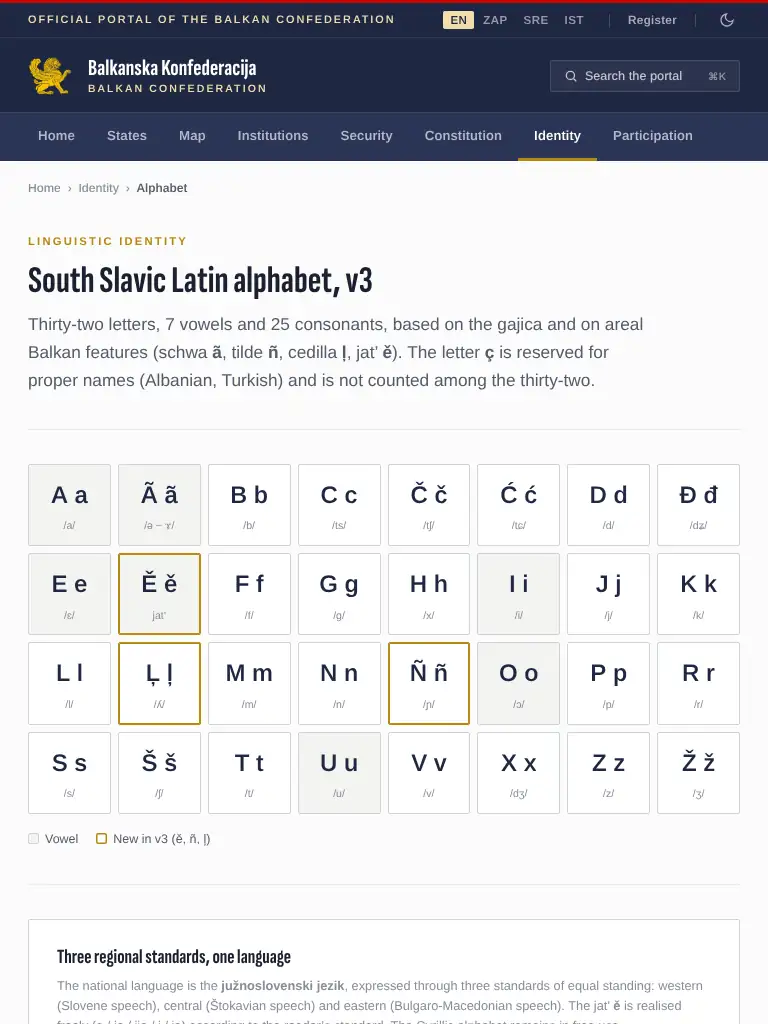 OFFICIAL PORTAL OF THE BALKAN CONFEDERATION EN ZAP SRE IST Register
Balkanska Konfederacija
BALKAN CONFEDERATION
Search the portal ⌘K
Home States Map Institutions Security Constitution Identity Participation
Home › Identity › Alphabet
LINGUISTIC IDENTITY
South Slavic Latin alphabet, v3
Thirty-two letters, 7 vowels and 25 consonants, based on the gajica and on areal
Balkan features (schwa ã, tilde ñ, cedilla ļ, jat' ě). The letter ç is reserved for
proper names (Albanian, Turkish) and is not counted among the thirty-two.
A a Ã ã B b C c Č č Ć ć D d Đ đ
/a/ /ə ~ ɤ/ /b/ /ts/ /tʃ/ /tɕ/ /d/ /dʑ/
E e Ě ě F f G g H h I i J j K k
/ɛ/ jat' /f/ /g/ /x/ /i/ /j/ /k/
L l Ļ ļ M m N n Ñ ñ O o P p R r
/l/ /ʎ/ /m/ /n/ /ɲ/ /ɔ/ /p/ /r/
S s Š š T t U u V v X x Z z Ž ž
/s/ /ʃ/ /t/ /u/ /v/ /dʒ/ /z/ /ʒ/
Vowel New in v3 (ě, ñ, ļ)
Three regional standards, one language
The national language is the južnoslovenski jezik, expressed through three standards of equal standing: western
(Slovene speech), central (Štokavian speech) and eastern (Bulgaro-Macedonian speech). The jat' ě is realised